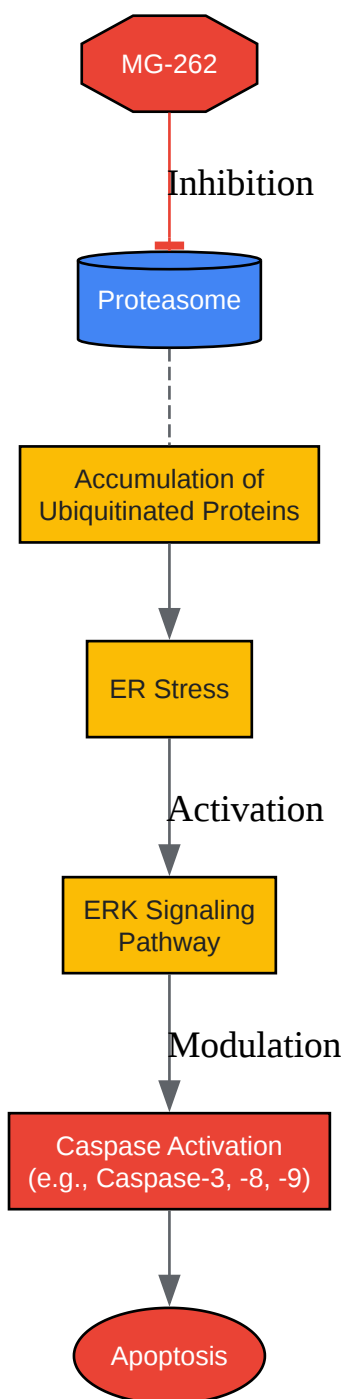 MG-262
Inhibition
Proteasome
Accumulation of
Ubiquitinated Proteins
ER Stress
Activation
ERK Signaling
Pathway
Modulation
Caspase Activation
(e.g., Caspase-3, -8, -9)
Apoptosis